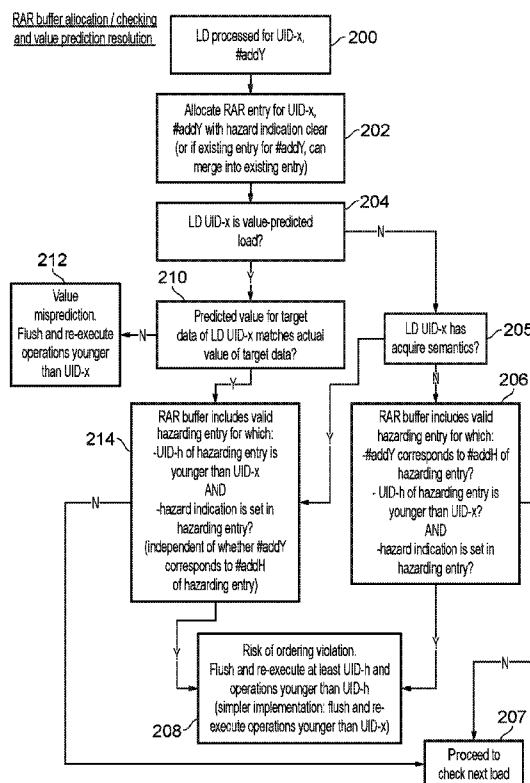 RAR buffer allocation / checking
and value prediction resolution
200
LD processed for UID-x,
#addY
Allocate RAR entry for UID-x,
#addY with hazard indication clear
(or if existing entry for #addY, can
merge into existing entry)
202
204
LD UID-x is value-predicted
load?
N
Y
212
Value
misprediction.
Flush and re-execute
operations younger
than UID-x
210
N
Predicted value for target
data of LD UID-x matches actual
value of target data?
LD UID-x has
acquire semantics?
205
Y
N
206
214
RAR buffer includes valid
hazarding entry for which:
-UID-h of hazarding entry is
younger than UID-x
AND
-hazard indication is set in
hazarding entry?
(independent of whether #addY
corresponds to #addH
of hazarding entry)
N
Y
RAR buffer includes valid
hazarding entry for which:
-#addY corresponds to #addH
of hazarding entry?
- UID-h of hazarding entry is
younger than UID-x?
AND
-hazard indication is set in
hazarding entry?
Y
Y
N
Risk of ordering violation.
Flush and re-execute at least UID-h and
operations younger than UID-h
(simpler implementation: flush and re-
execute operations younger than UID-x)
208
207
Proceed to
check next load